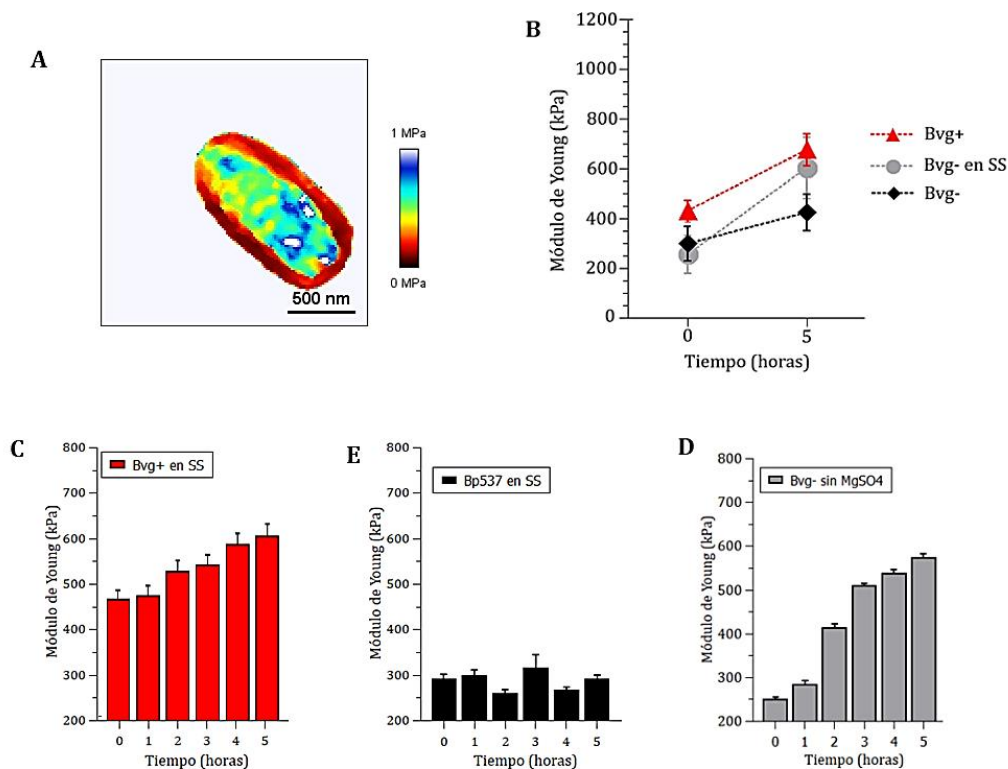 A
1 MPa
0 MPa
500 nm
B
Módulo de Young (kPa)
1200
1000
800
600
400
200
0
0 5
Tiempo (horas)
Bvg+
Bvg- en SS
Bvg-
C
Bvg+ en SS
Módulo de Young (kPa)
800
700
600
500
400
300
200
0 1 2 3 4 5
Tiempo (horas)
E
Bp537 en SS
Módulo de Young (kPa)
800
700
600
500
400
300
200
0 1 2 3 4 5
Tiempo (horas)
D
Bvg- sin MgSO4
Módulo de Young (kPa)
800
700
600
500
400
300
200
0 1 2 3 4 5
Tiempo (horas)